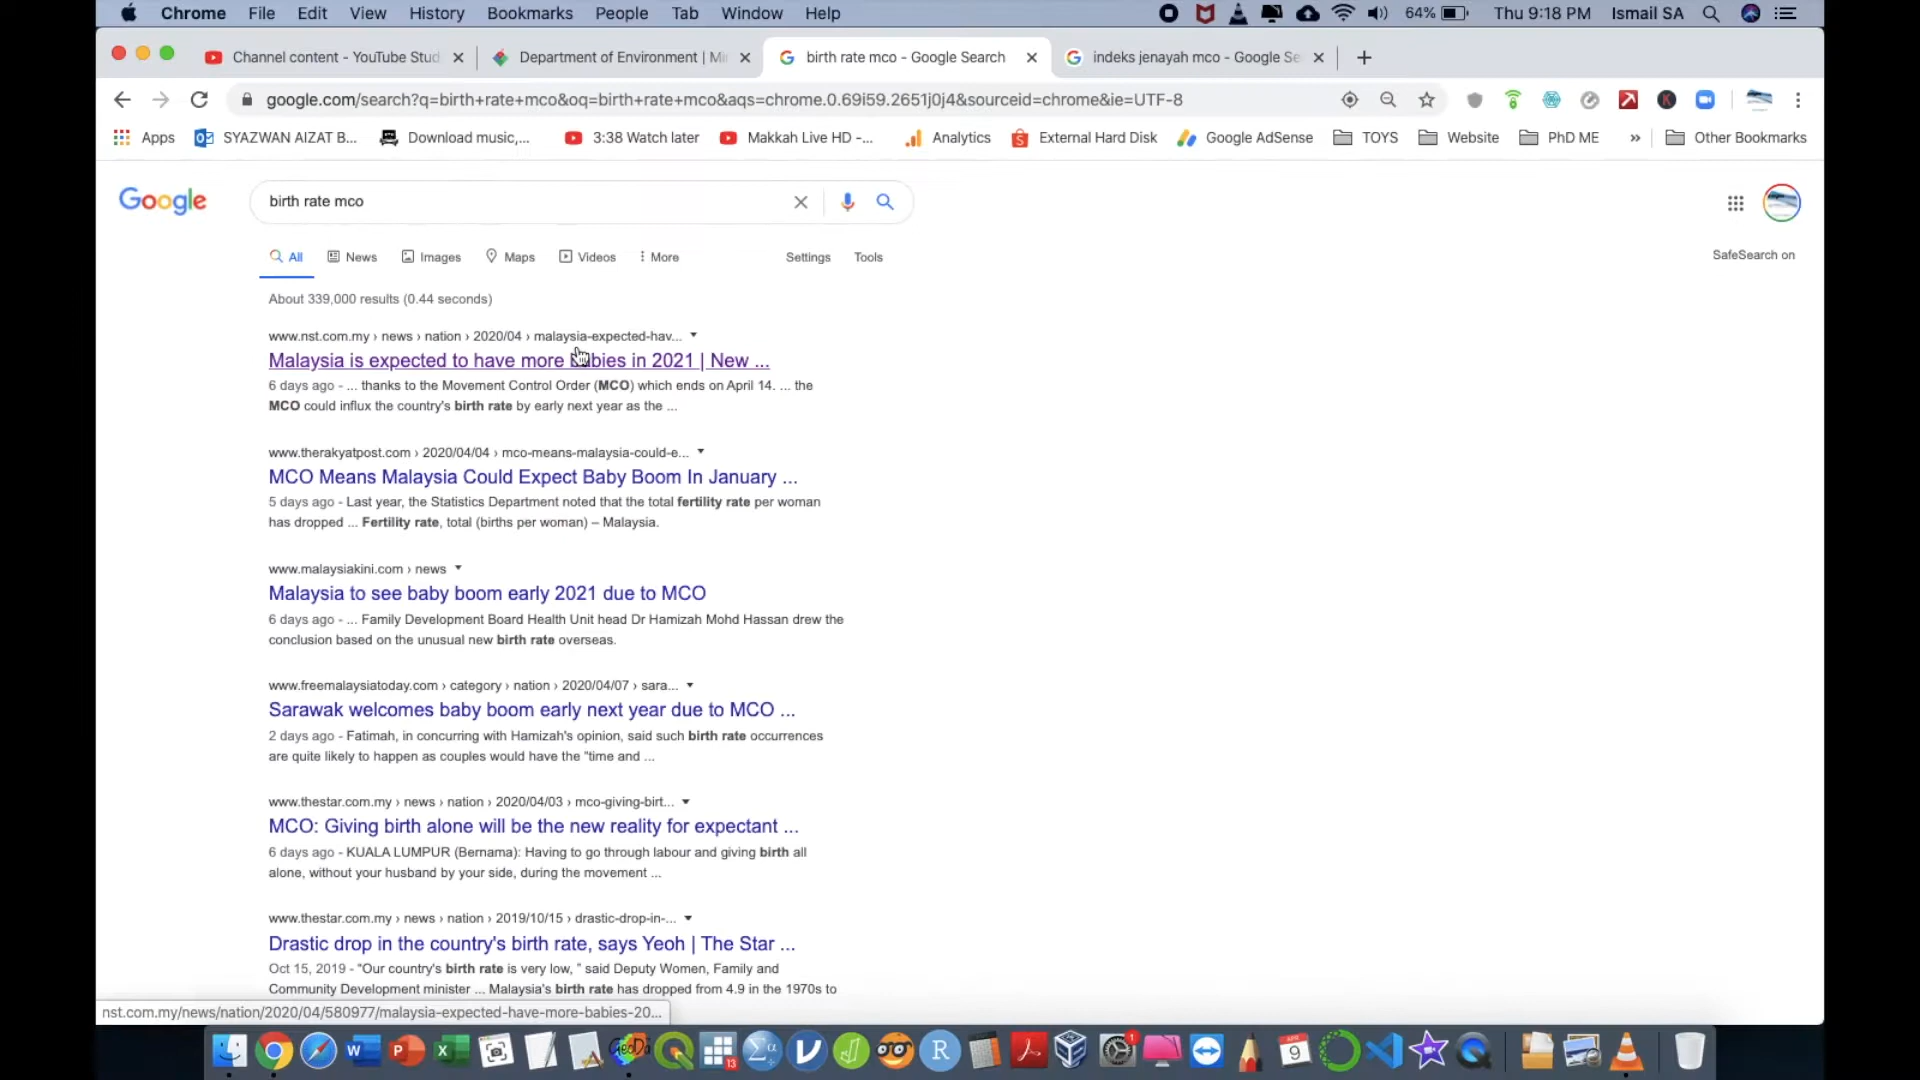 Chrome File Edit View History Bookmarks People Tab Window Help 64% Thu 9:18 PM Ismail SA
Channel content - YouTube Stud Department of Environment | Mi birth rate mco - Google Search indeks jenayah mco - Google Se
google.com/search?q=birth+rate+mco&oq=birth+rate+mco&aqs=chrome.0.69i59.2651j0j4&sourceid=chrome&ie=UTF-8
Apps SYAZWAN AIZAT B... Download music,... 3:38 Watch later Makkah Live HD -... Analytics External Hard Disk Google AdSense TOYS Website PhD ME » Other Bookmarks
Google birth rate mco
All News Images Maps Videos More Settings Tools SafeSearch on
About 339,000 results (0.44 seconds)
www.nst.com.my › news › nation › 2020/04 › malaysia-expected-hav...
Malaysia is expected to have more babies in 2021 | New ...
6 days ago - ... thanks to the Movement Control Order (MCO) which ends on April 14. ... the
MCO could influx the country's birth rate by early next year as the ...
www.therakyatpost.com › 2020/04/04 › mco-means-malaysia-could-e...
MCO Means Malaysia Could Expect Baby Boom In January ...
5 days ago - Last year, the Statistics Department noted that the total fertility rate per woman
has dropped ... Fertility rate, total (births per woman) – Malaysia.
www.malaysiakini.com › news
Malaysia to see baby boom early 2021 due to MCO
6 days ago - ... Family Development Board Health Unit head Dr Hamizah Mohd Hassan drew the
conclusion based on the unusual new birth rate overseas.
www.freemalaysiatoday.com › category › nation › 2020/04/07 › sara...
Sarawak welcomes baby boom early next year due to MCO ...
2 days ago - Fatimah, in concurring with Hamizah's opinion, said such birth rate occurrences
are quite likely to happen as couples would have the "time and ...
www.thestar.com.my › news › nation › 2020/04/03 › mco-giving-birt...
MCO: Giving birth alone will be the new reality for expectant ...
6 days ago - KUALA LUMPUR (Bernama): Having to go through labour and giving birth all
alone, without your husband by your side, during the movement ...
www.thestar.com.my › news › nation › 2019/10/15 › drastic-drop-in-...
Drastic drop in the country's birth rate, says Yeoh | The Star ...
Oct 15, 2019 - "Our country's birth rate is very low, " said Deputy Women, Family and
Community Development minister ... Malaysia's birth rate has dropped from 4.9 in the 1970s to
nst.com.my/news/nation/2020/04/580977/malaysia-expected-have-more-babies-20...